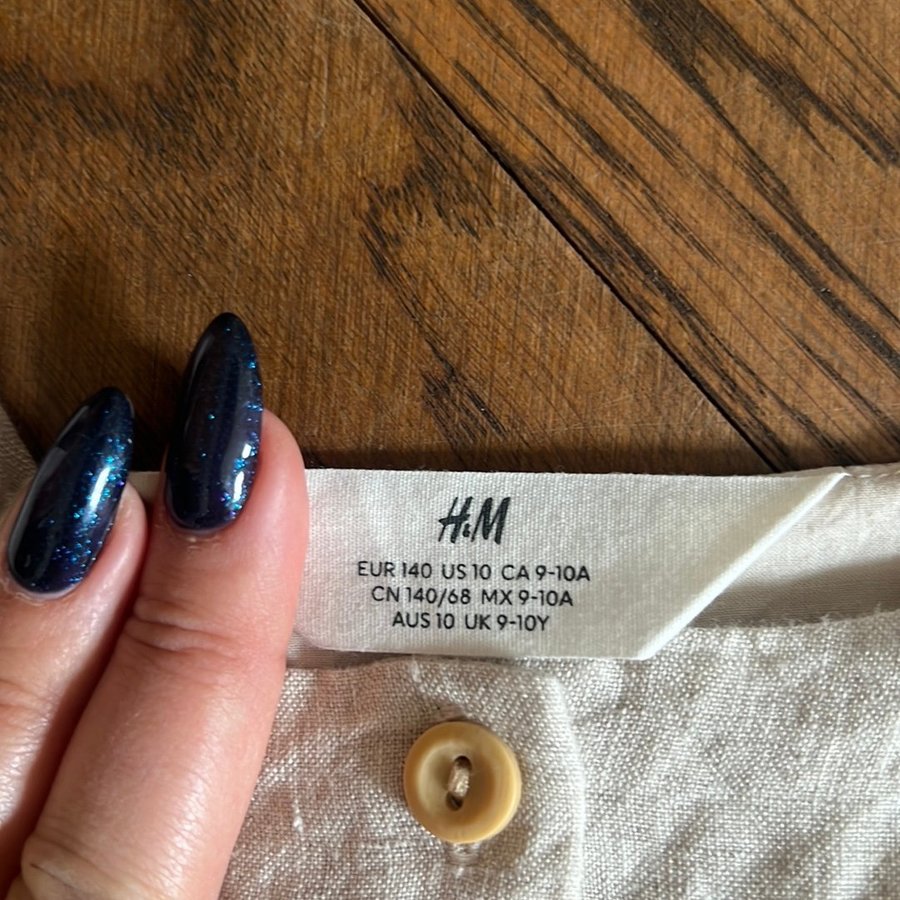 H&M
EUR 140 US 10 CA 9-10A
CN 140/68 MX 9-10A
AUS 10 UK 9-10Y